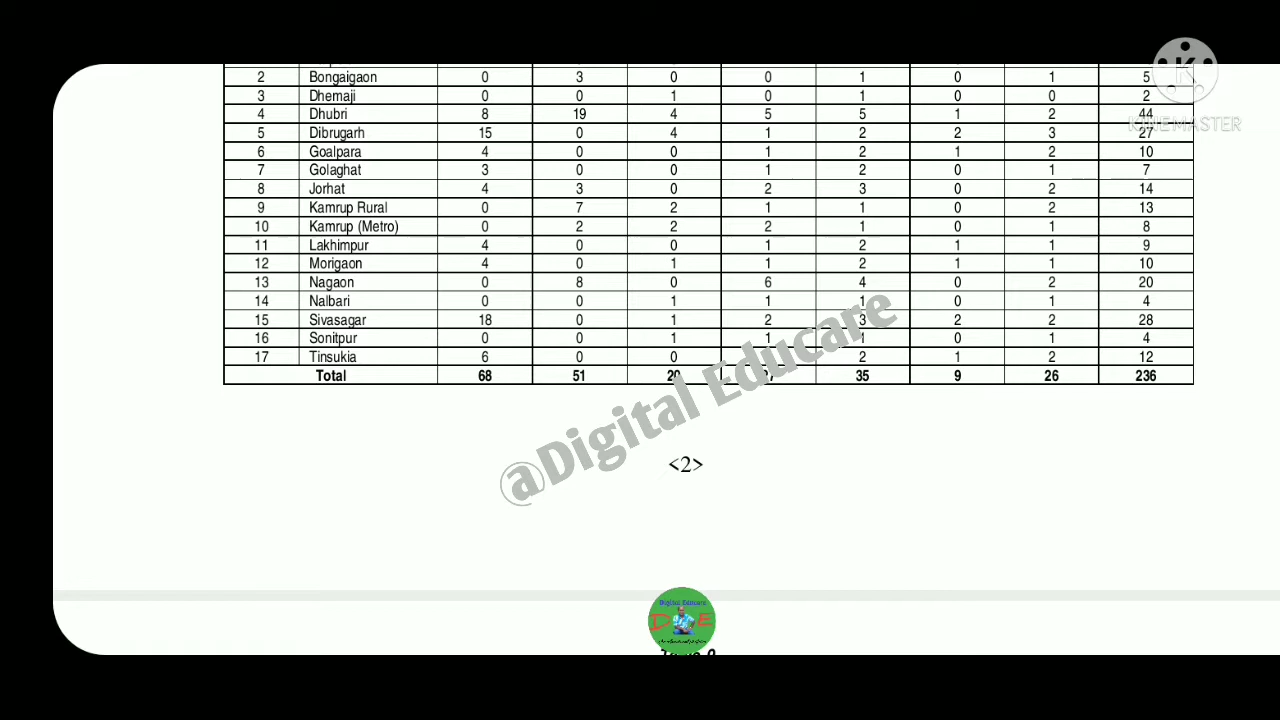 2 Bongaigaon 0 3 0 0 1 0 1 5
3 Dhemaji 0 0 1 0 1 0 0 2
4 Dhubri 8 19 4 5 5 1 2 44
5 Dibrugarh 15 0 4 1 2 2 3 27
6 Goalpara 4 0 0 1 2 1 2 10
7 Golaghat 3 0 0 1 2 0 1 7
8 Jorhat 4 3 0 2 3 0 2 14
9 Kamrup Rural 0 7 2 1 1 0 2 13
10 Kamrup (Metro) 0 2 2 2 1 0 1 8
11 Lakhimpur 4 0 0 1 2 1 1 9
12 Morigaon 4 0 1 1 2 1 1 10
13 Nagaon 0 8 0 6 4 0 2 20
14 Nalbari 0 0 1 1 1 0 1 4
15 Sivasagar 18 0 1 2 3 2 2 28
16 Sonitpur 0 0 1 1 1 0 1 4
17 Tinsukia 6 0 0 2 1 2 12
Total 68 51 20 35 9 26 236
KINEMASTER
@Digital Educare
<2>
Digital Educare
D E